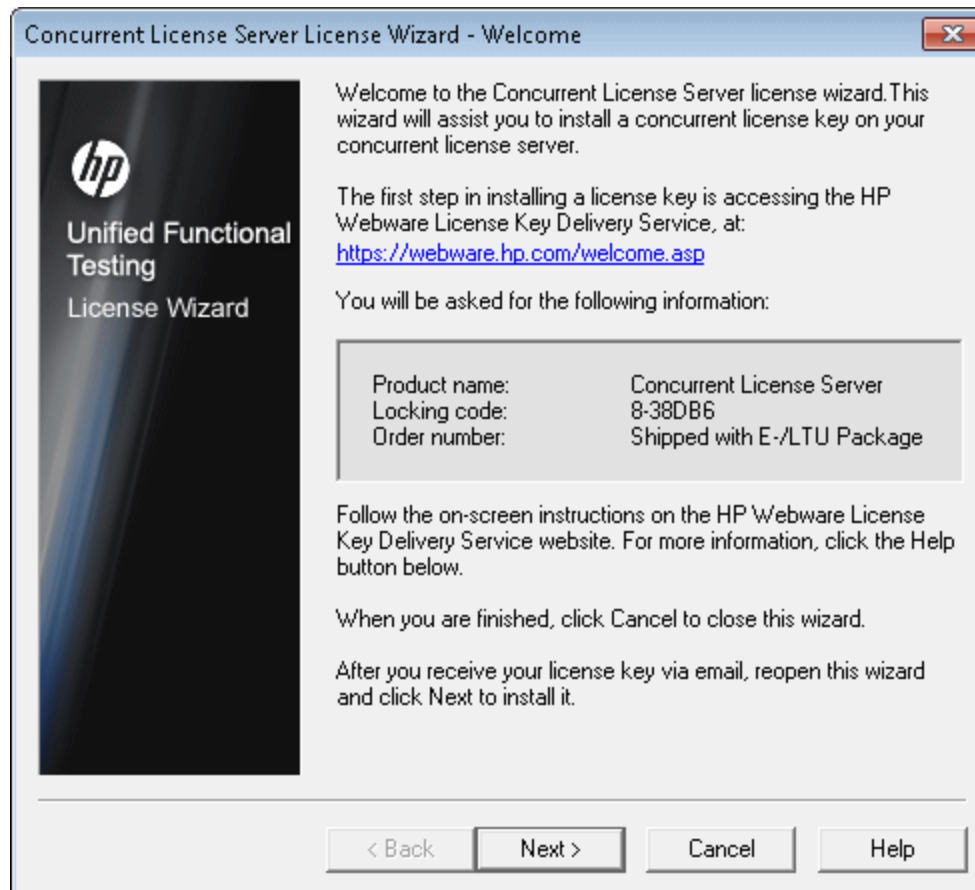 Concurrent License Server License Wizard - Welcome
hp
Unified Functional
Testing
License Wizard
Welcome to the Concurrent License Server license wizard.This
wizard will assist you to install a concurrent license key on your
concurrent license server.
The first step in installing a license key is accessing the HP
Webware License Key Delivery Service, at:
https://webware.hp.com/welcome.asp
You will be asked for the following information:
Product name: Concurrent License Server
Locking code: 8-38DB6
Order number: Shipped with E-/LTU Package
Follow the on-screen instructions on the HP Webware License
Key Delivery Service website. For more information, click the Help
button below.
When you are finished, click Cancel to close this wizard.
After you receive your license key via email, reopen this wizard
and click Next to install it.
< Back Next > Cancel Help